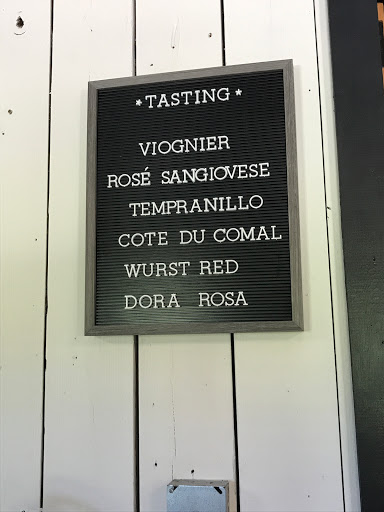 *TASTING*
VIOGNIER
ROSÉ SANGIOVESE
TEMPRANILLO
COTE DU COMAL
WURST RED
DORA ROSA